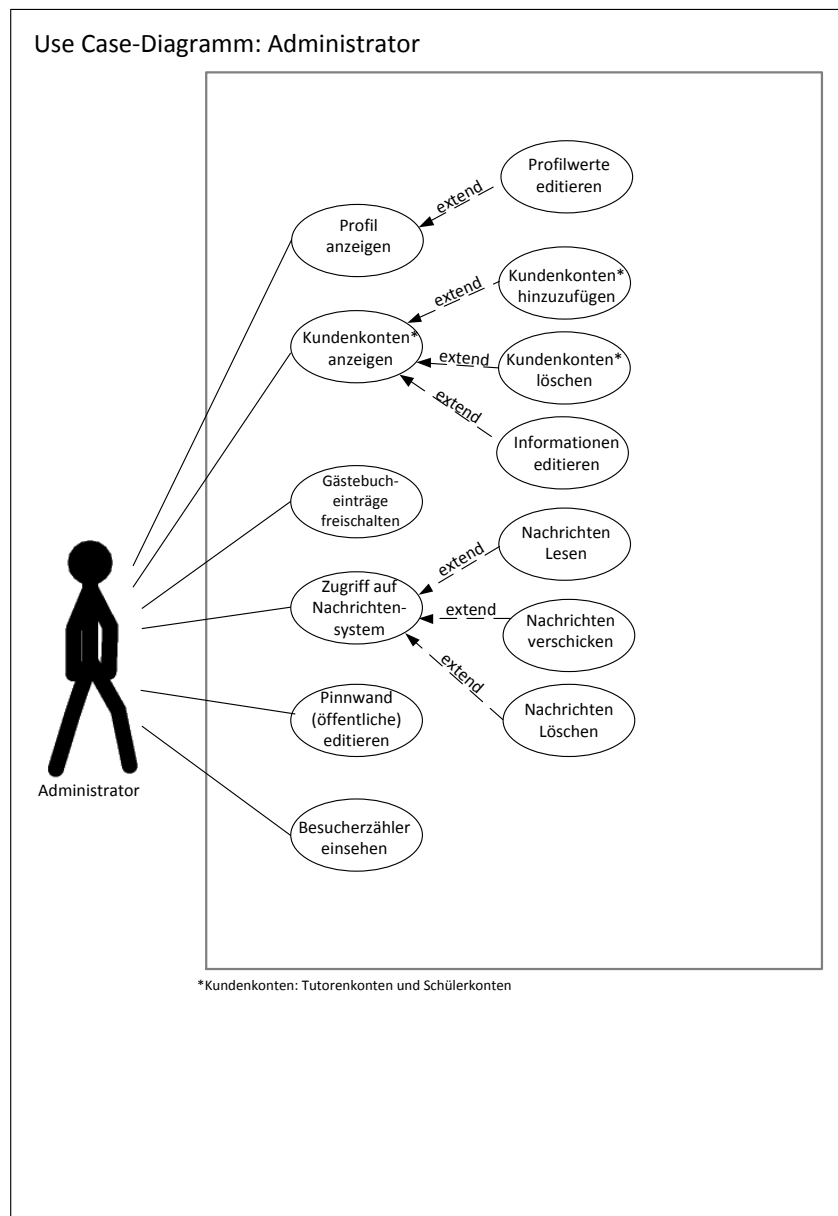 Use Case-Diagramm: Administrator
Profilwerte
editieren
extend
Profil
anzeigen
Kundenkonten*
hinzuzufügen
extend
Kundenkonten*
anzeigen
extend
Kundenkonten*
löschen
extend
Informationen
editieren
Gästebuch-
einträge
freischalten
Nachrichten
Lesen
extend
Zugriff auf
Nachrichten-
system
extend
Nachrichten
verschicken
extend
Nachrichten
Löschen
Pinnwand
(öffentliche)
editieren
Administrator
Besucherzähler
einsehen
*Kundenkonten: Tutorenkonten und Schülerkonten